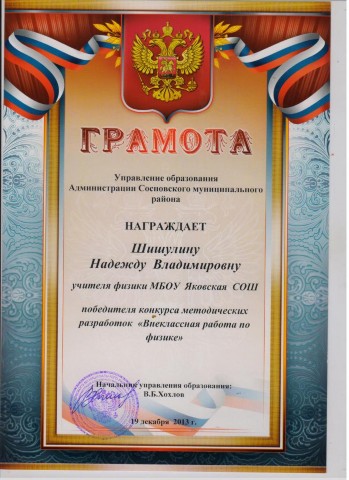 ГРАМОТА
Управление образования
Администрации Сосновского муниципального
района
НАГРАЖДАЕТ
Шишулину
Надежду Владимировну
учителя физики МБОУ Яковская СОШ
победителя конкурса методических
разработок «Внеклассная работа по
физике»
Начальник управления образования:
В.Б.Хохлов
19 декабря 2013 г.